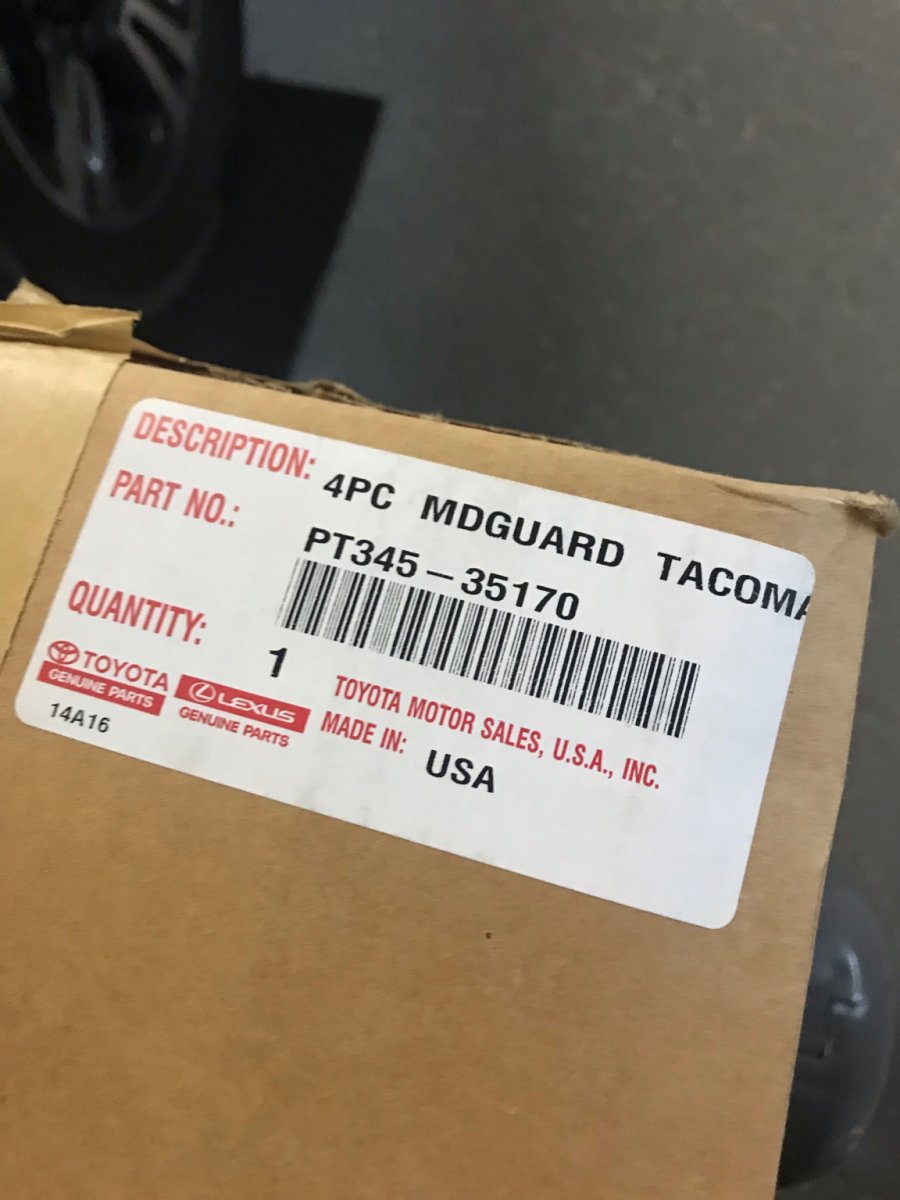 DESCRIPTION: 4PC MDGUARD TACOMA
PART NO.: PT345-35170
QUANTITY: 1
TOYOTA
GENUINE PARTS
LEXUS
GENUINE PARTS
14A16
TOYOTA MOTOR SALES, U.S.A., INC.
MADE IN: USA